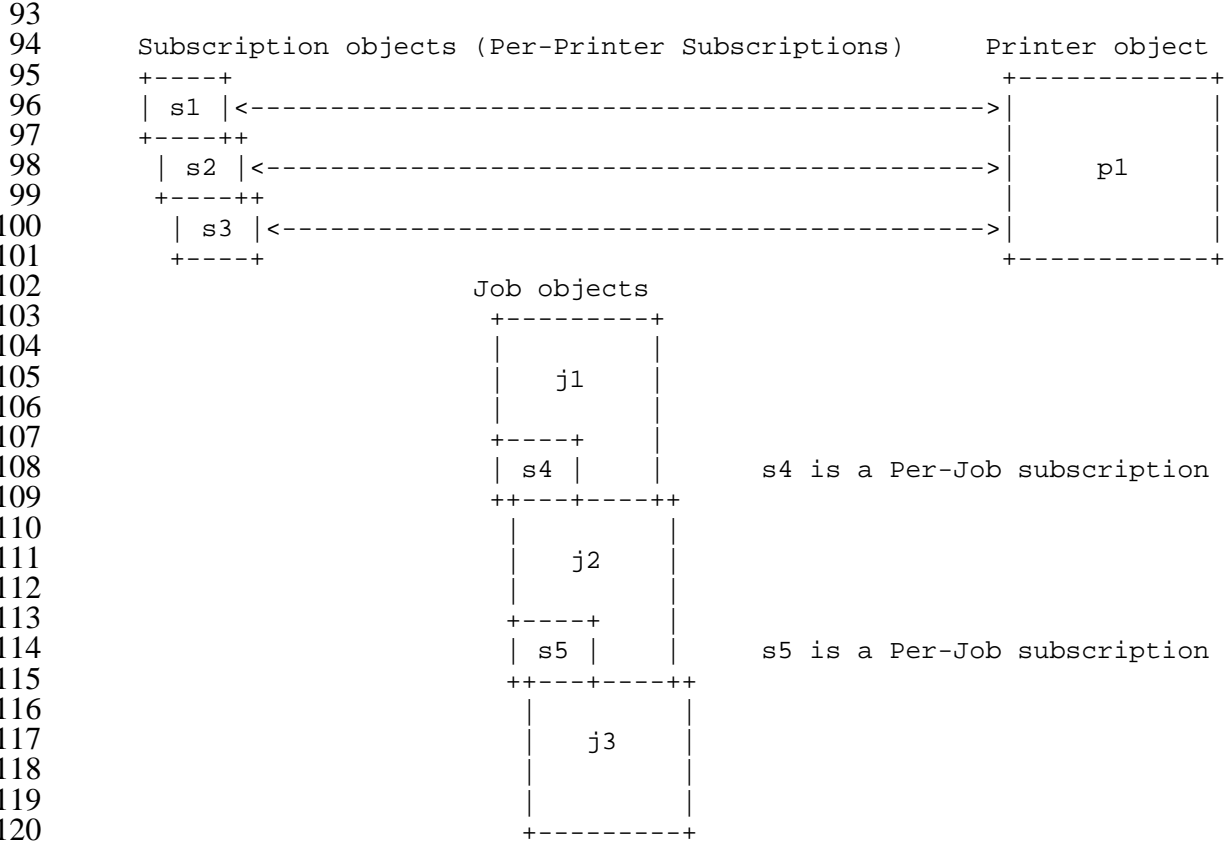 93
94 Subscription objects (Per-Printer Subscriptions) Printer object
95 +----+ +------------+
96 | s1 |<---------------------------------------------->| |
97 +----++ | |
98 | s2 |<--------------------------------------------->| p1 |
99 +----++ | |
100 | s3 |<-------------------------------------------->| |
101 +----+ +------------+
102 Job objects
103 +---------+
104 | |
105 | j1 |
106 | |
107 +----+ |
108 | s4 | | s4 is a Per-Job subscription
109 ++---+----++
110 | |
111 | j2 |
112 | |
113 +----+ |
114 | s5 | | s5 is a Per-Job subscription
115 ++---+----++
116 | |
117 | j3 |
118 | |
119 | |
120 +---------+